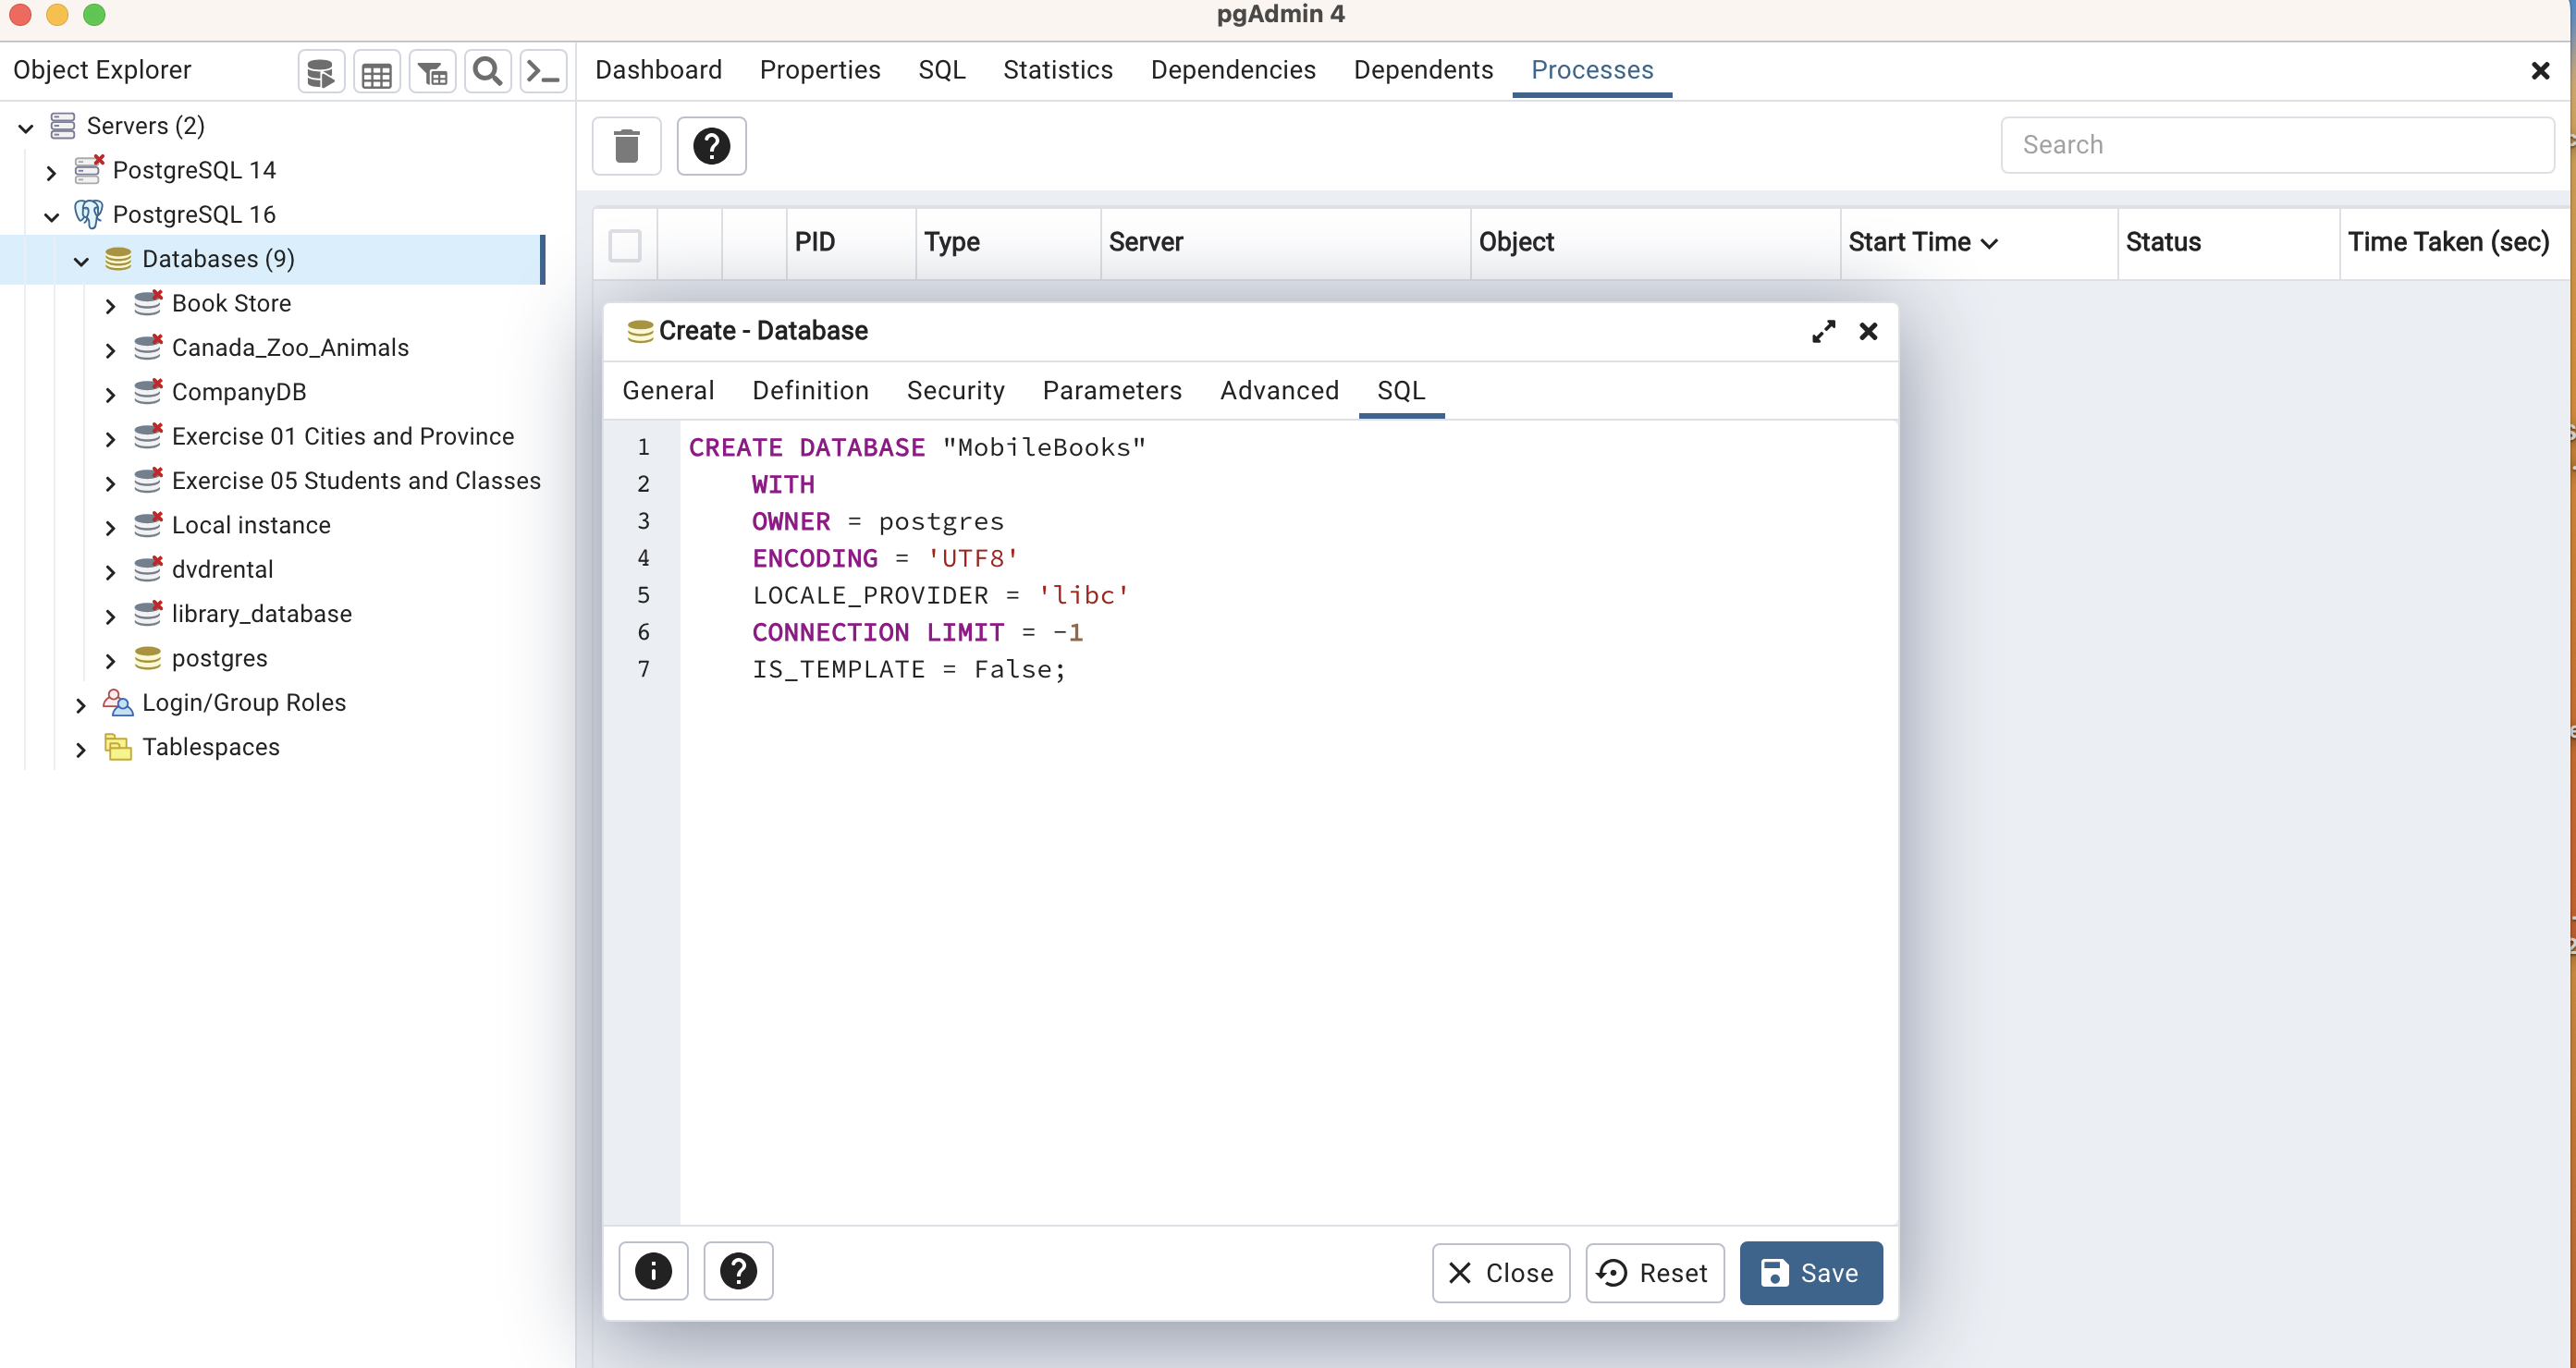 pgAdmin 4
Object Explorer
Dashboard Properties SQL Statistics Dependencies Dependents Processes
Servers (2)
PostgreSQL 14
PostgreSQL 16
Databases (9)
Book Store
Canada_Zoo_Animals
CompanyDB
Exercise 01 Cities and Province
Exercise 05 Students and Classes
Local instance
dvdrental
library_database
postgres
Login/Group Roles
Tablespaces
Search
PID Type Server Object Start Time Status Time Taken (sec)
Create - Database
General Definition Security Parameters Advanced SQL
1 CREATE DATABASE "MobileBooks"
2 WITH
3 OWNER = postgres
4 ENCODING = 'UTF8'
5 LOCALE_PROVIDER = 'libc'
6 CONNECTION LIMIT = -1
7 IS_TEMPLATE = False;
Close Reset Save